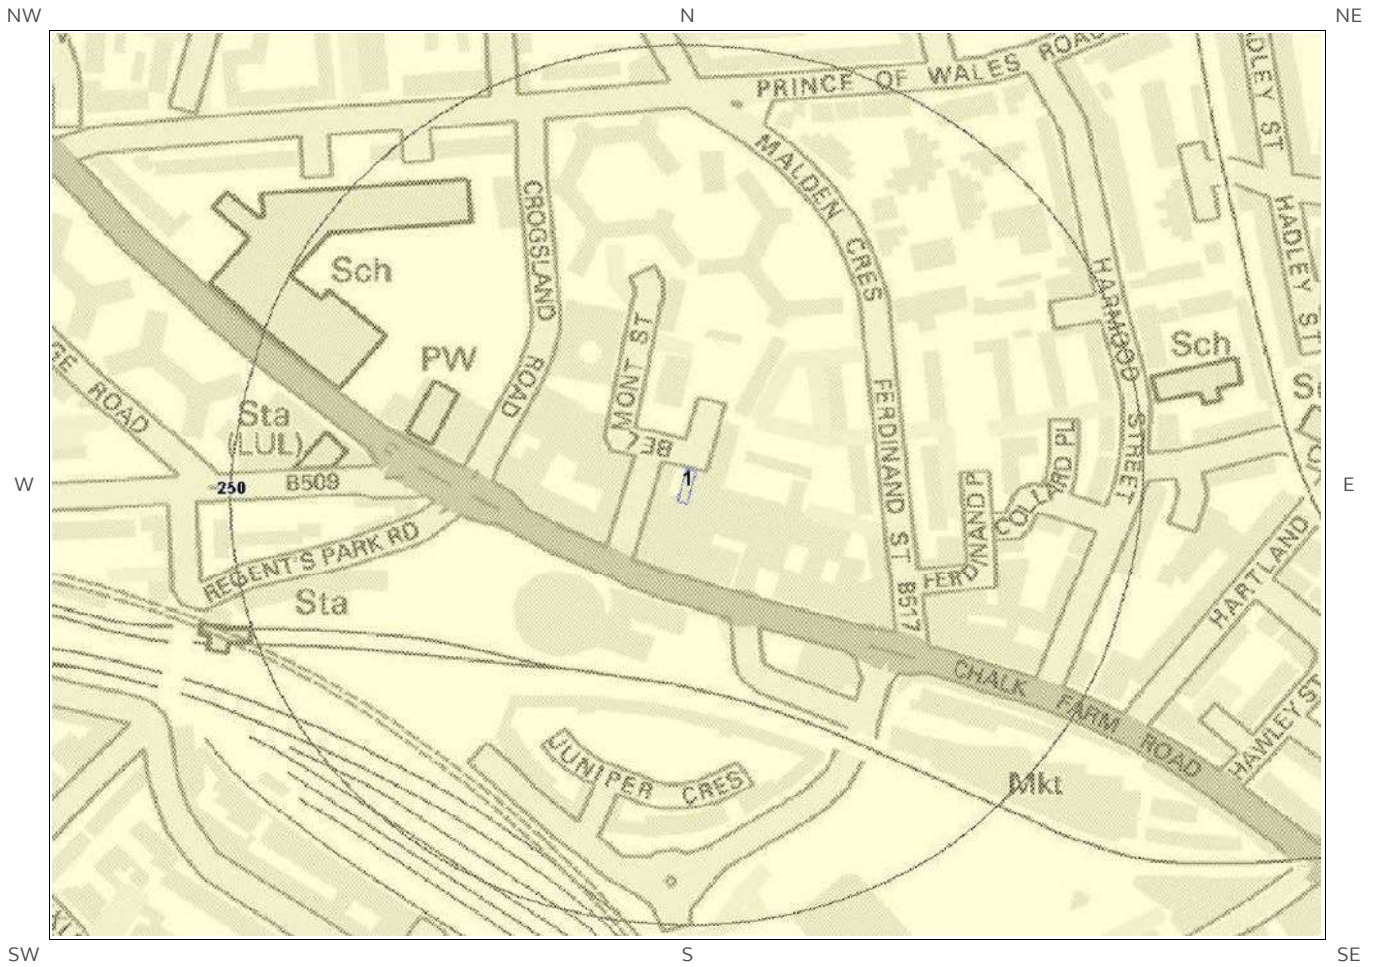 NW
N
NE
PRINCE OF WALES ROAD
DLEY ST
MALDEN CRES
CROGSLAND ROAD
HADLEY ST
Sch
HARMOOD STREET
MONT ST
BE
PW
Sch
GE ROAD
Sta
(LUL)
FERDINAND ST B517
COLLARD PL
W
250
B509
1
FERDINAND P
E
REGENT'S PARK RD
HARTLAND
Sta
CHALK FARM ROAD
HAWLEY ST
JUNIPER CRES
Mkt
SW
S
SE